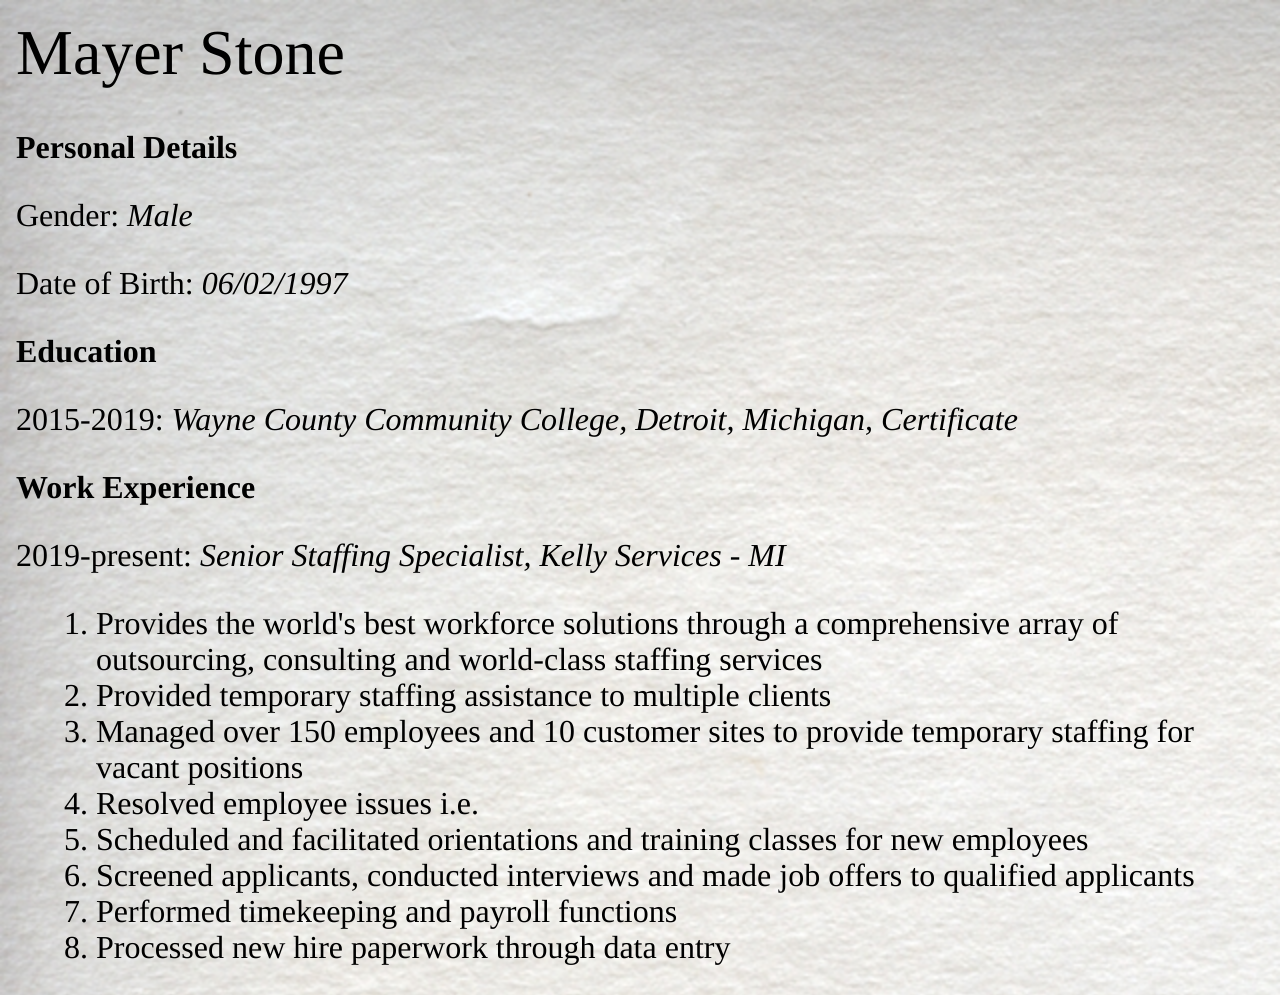 Mayer Stone
Personal Details
Gender: Male
Date of Birth: 06/02/1997
Education
2015-2019: Wayne County Community College, Detroit, Michigan, Certificate
Work Experience
2019-present: Senior Staffing Specialist, Kelly Services - MI
1. Provides the world's best workforce solutions through a comprehensive array of
outsourcing, consulting and world-class staffing services
2. Provided temporary staffing assistance to multiple clients
3. Managed over 150 employees and 10 customer sites to provide temporary staffing for
vacant positions
4. Resolved employee issues i.e.
5. Scheduled and facilitated orientations and training classes for new employees
6. Screened applicants, conducted interviews and made job offers to qualified applicants
7. Performed timekeeping and payroll functions
8. Processed new hire paperwork through data entry